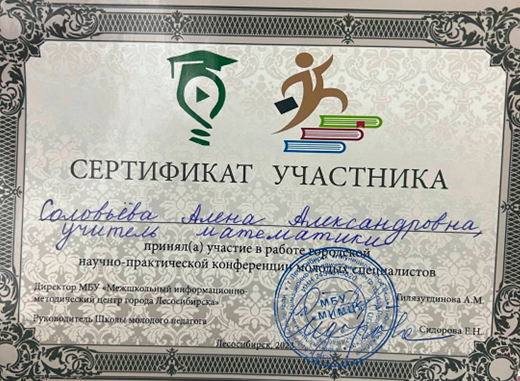 СЕРТИФИКАТ УЧАСТНИКА
Соловьёва Алена Александровна,
учитель математики
принял(а) участие в работе городской
научно-практической конференции молодых специалистов
Директор МБУ «Межшкольный информационно-
методический центр города Лесосибирска» Гилязутдинова А.М.
Руководитель Школы молодого педагога Сидорова Е.Н.
МБУ
«МИМЦ»
Лесосибирск,